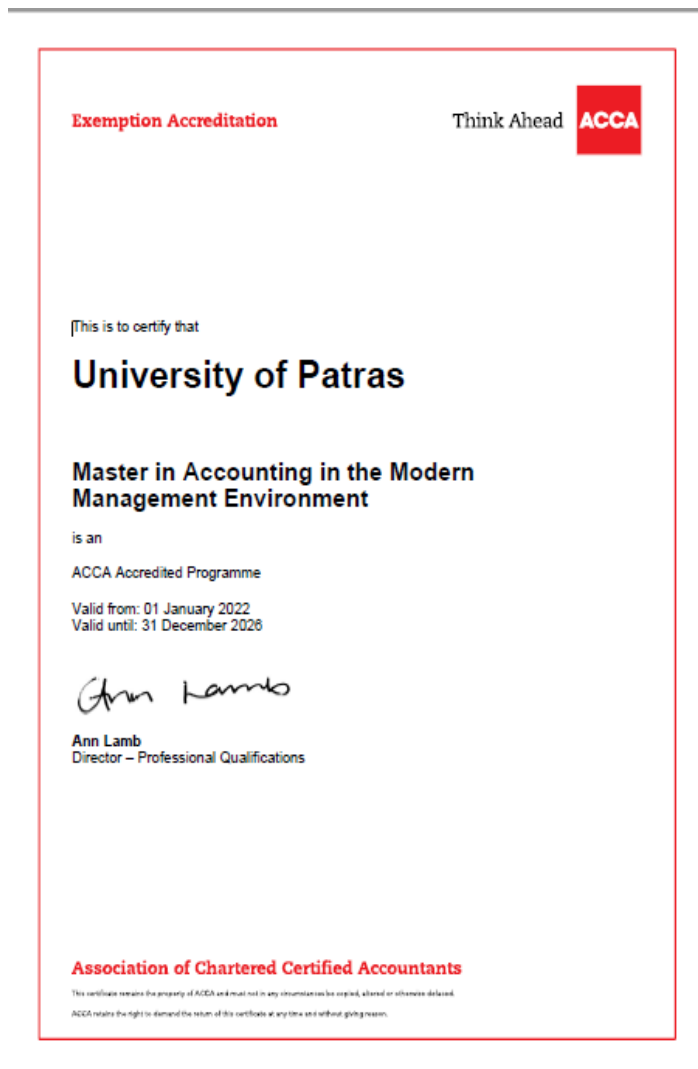 Exemption Accreditation
Think Ahead ACCA
This is to certify that
University of Patras
Master in Accounting in the Modern
Management Environment
is an
ACCA Accredited Programme
Valid from: 01 January 2022
Valid until: 31 December 2026
Ann Lamb
Ann Lamb
Director – Professional Qualifications
Association of Chartered Certified Accountants
This certificate remains the property of ACCA and must not in any circumstances be copied, altered or otherwise defaced.
ACCA retains the right to demand the return of this certificate at any time and without giving reason.